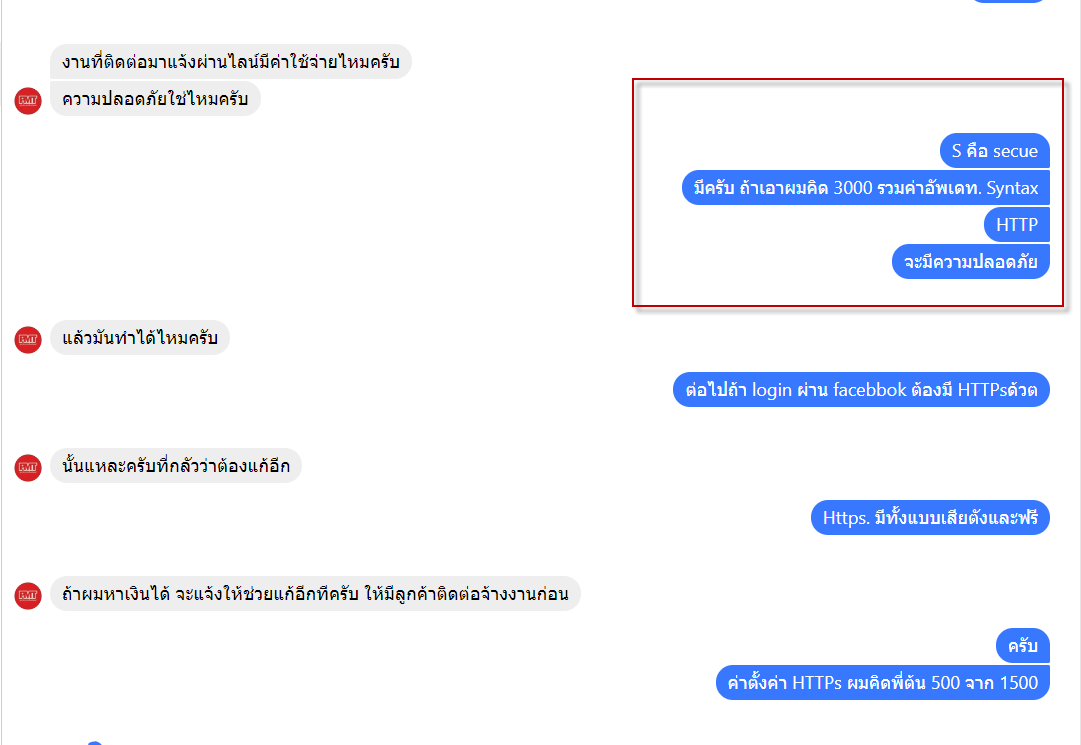 งานที่ติดต่อมาแจ้งผ่านไลน์มีค่าใช้จ่ายไหมครับ
ความปลอดภัยใช่ไหมครับ
S คือ secue
มีครับ ถ้าเอาผมคิด 3000 รวมค่าอัพเดท. Syntax
HTTP
จะมีความปลอดภัย
แล้วมันทำได้ไหมครับ
ต่อไปถ้า login ผ่าน facebbok ต้องมี HTTPsด้วต
นั้นแหละครับที่กลัวว่าต้องแก้อีก
Https. มีทั้งแบบเสียตังและฟรี
ถ้าผมหาเงินได้ จะแจ้งให้ช่วยแก้อีกทีครับ ให้มีลูกค้าติดต่อจ้างงานก่อน
ครับ
ค่าตั้งค่า HTTPs ผมคิดพี่ต้น 500 จาก 1500